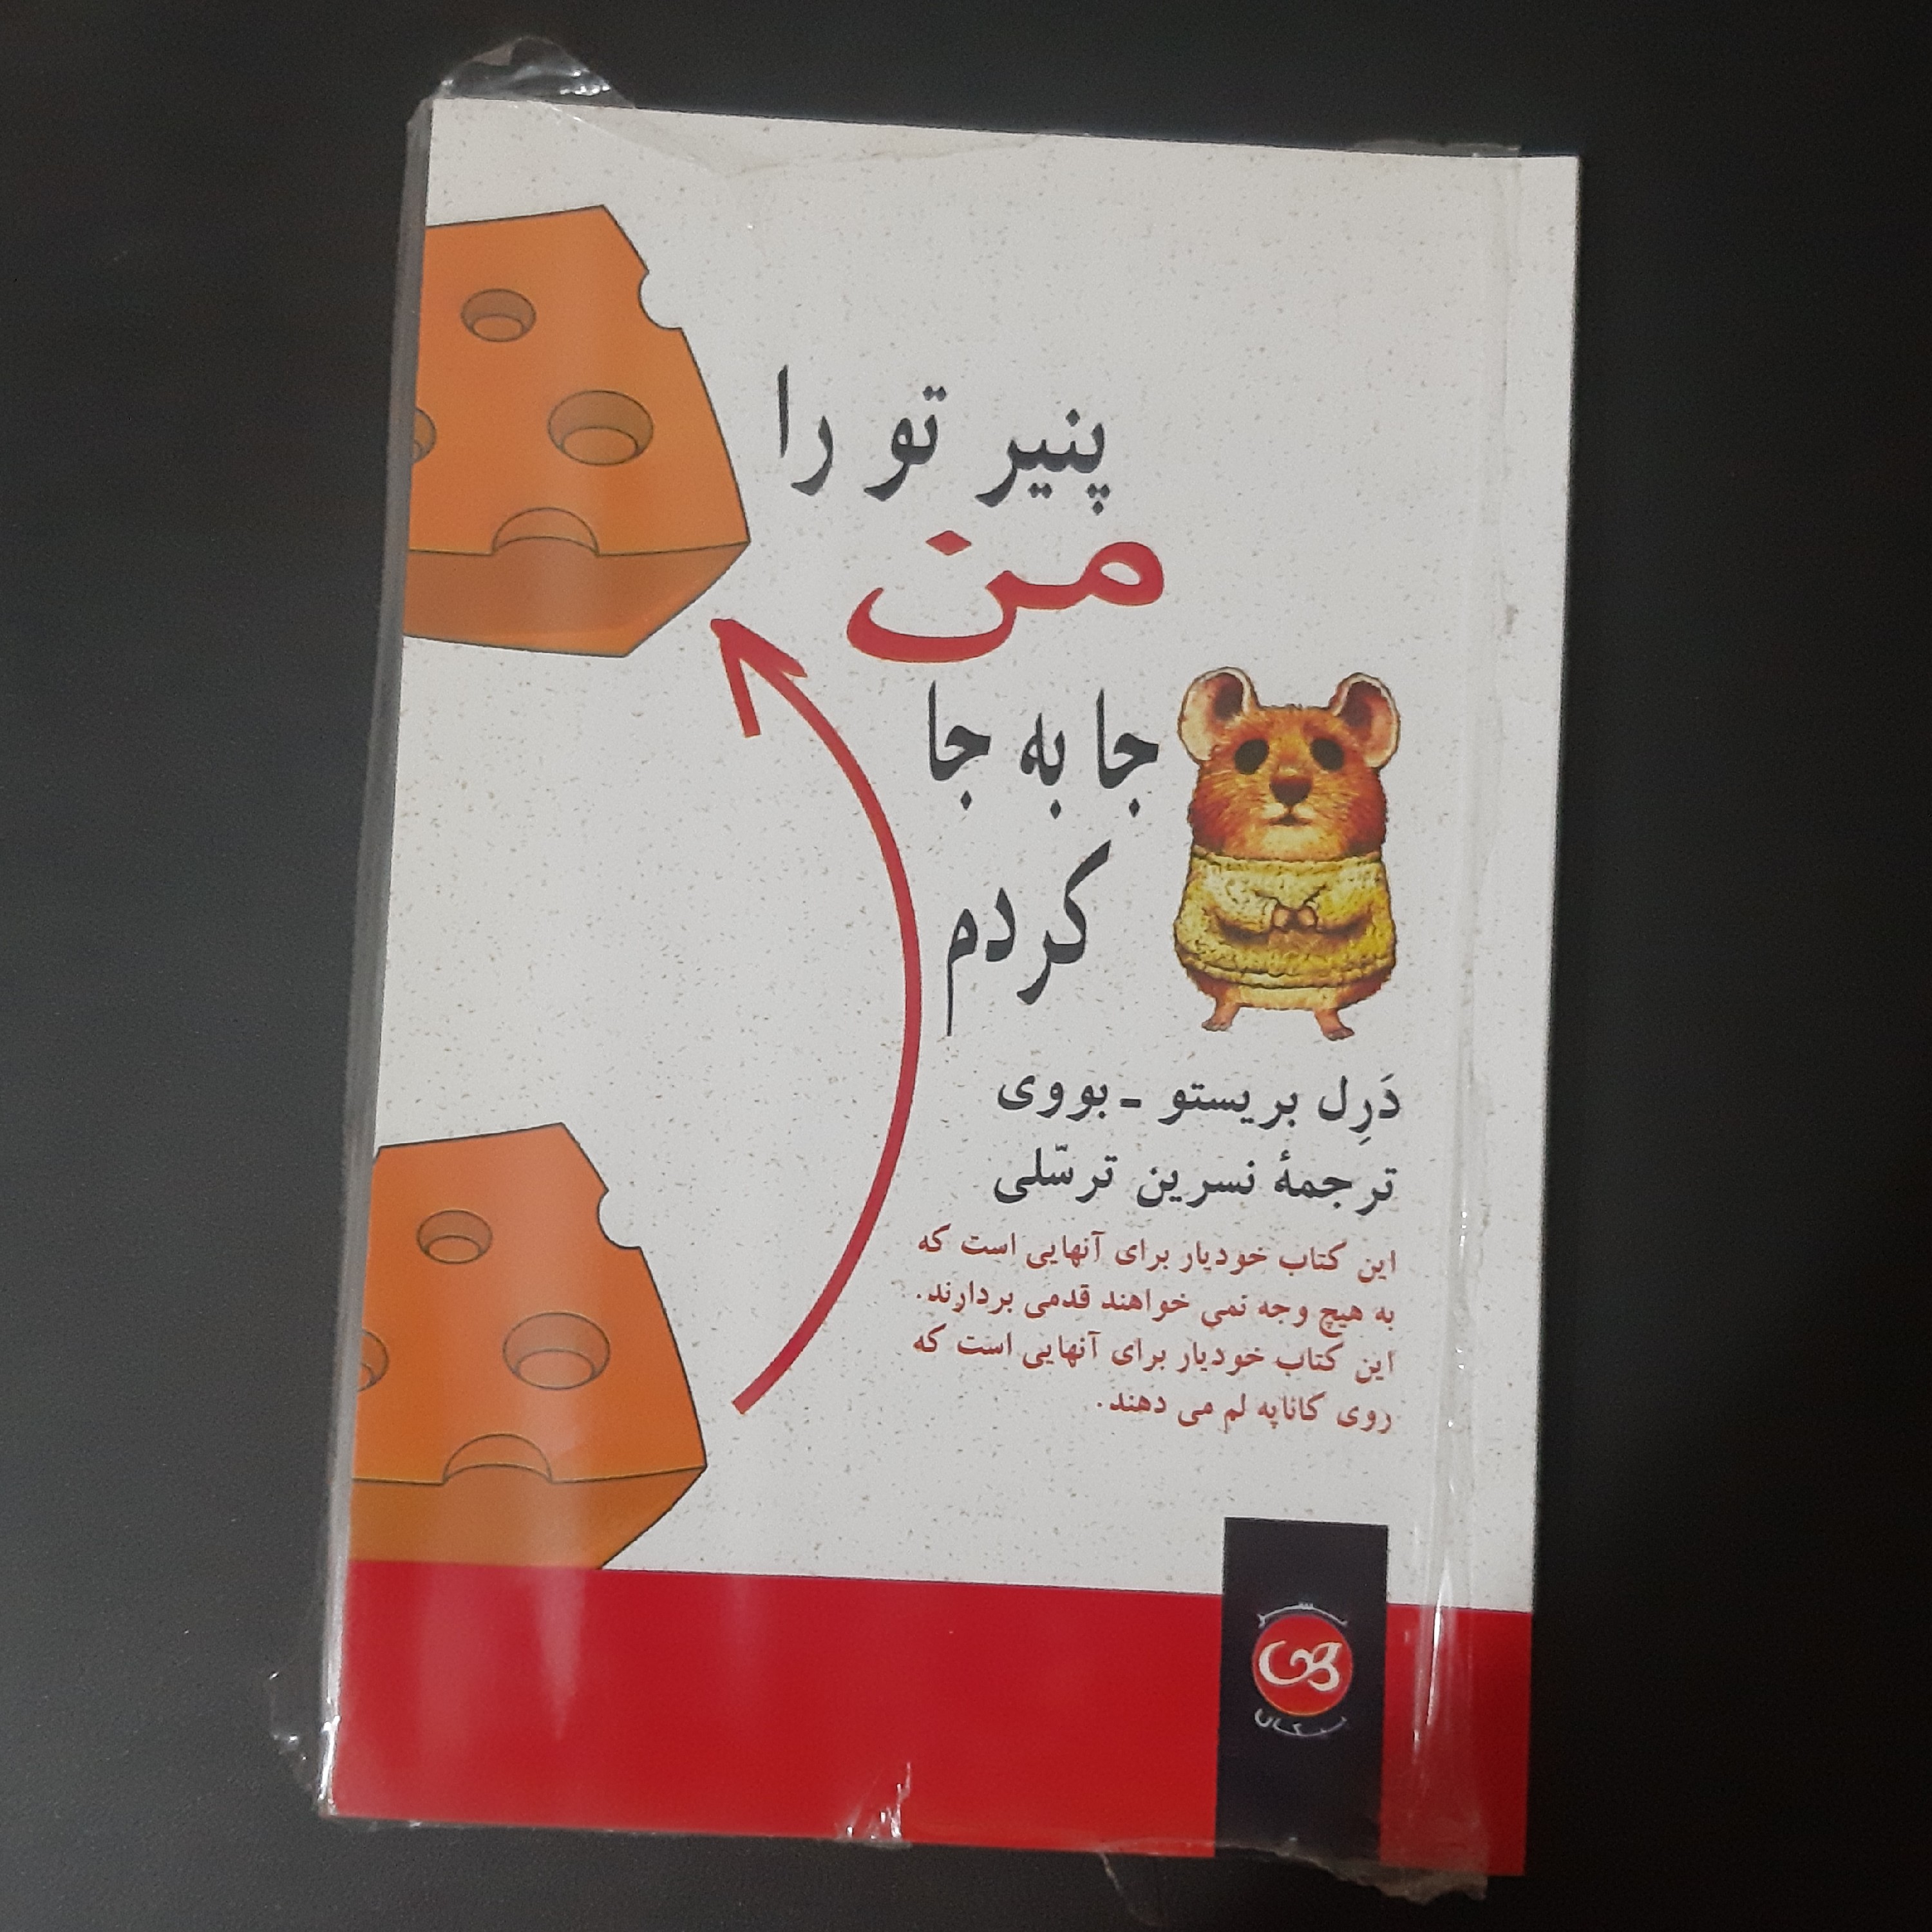 پنیر تو را
من
جا به جا
کردم
دَرِل بریستو ـ بووی
ترجمهٔ نسرین ترسّلی
این کتاب خودیار برای آنهایی است که
به هیچ وجه نمی خواهند قدمی بردارند.
این کتاب خودیار برای آنهایی است که
روی کاناپه لم می دهند.